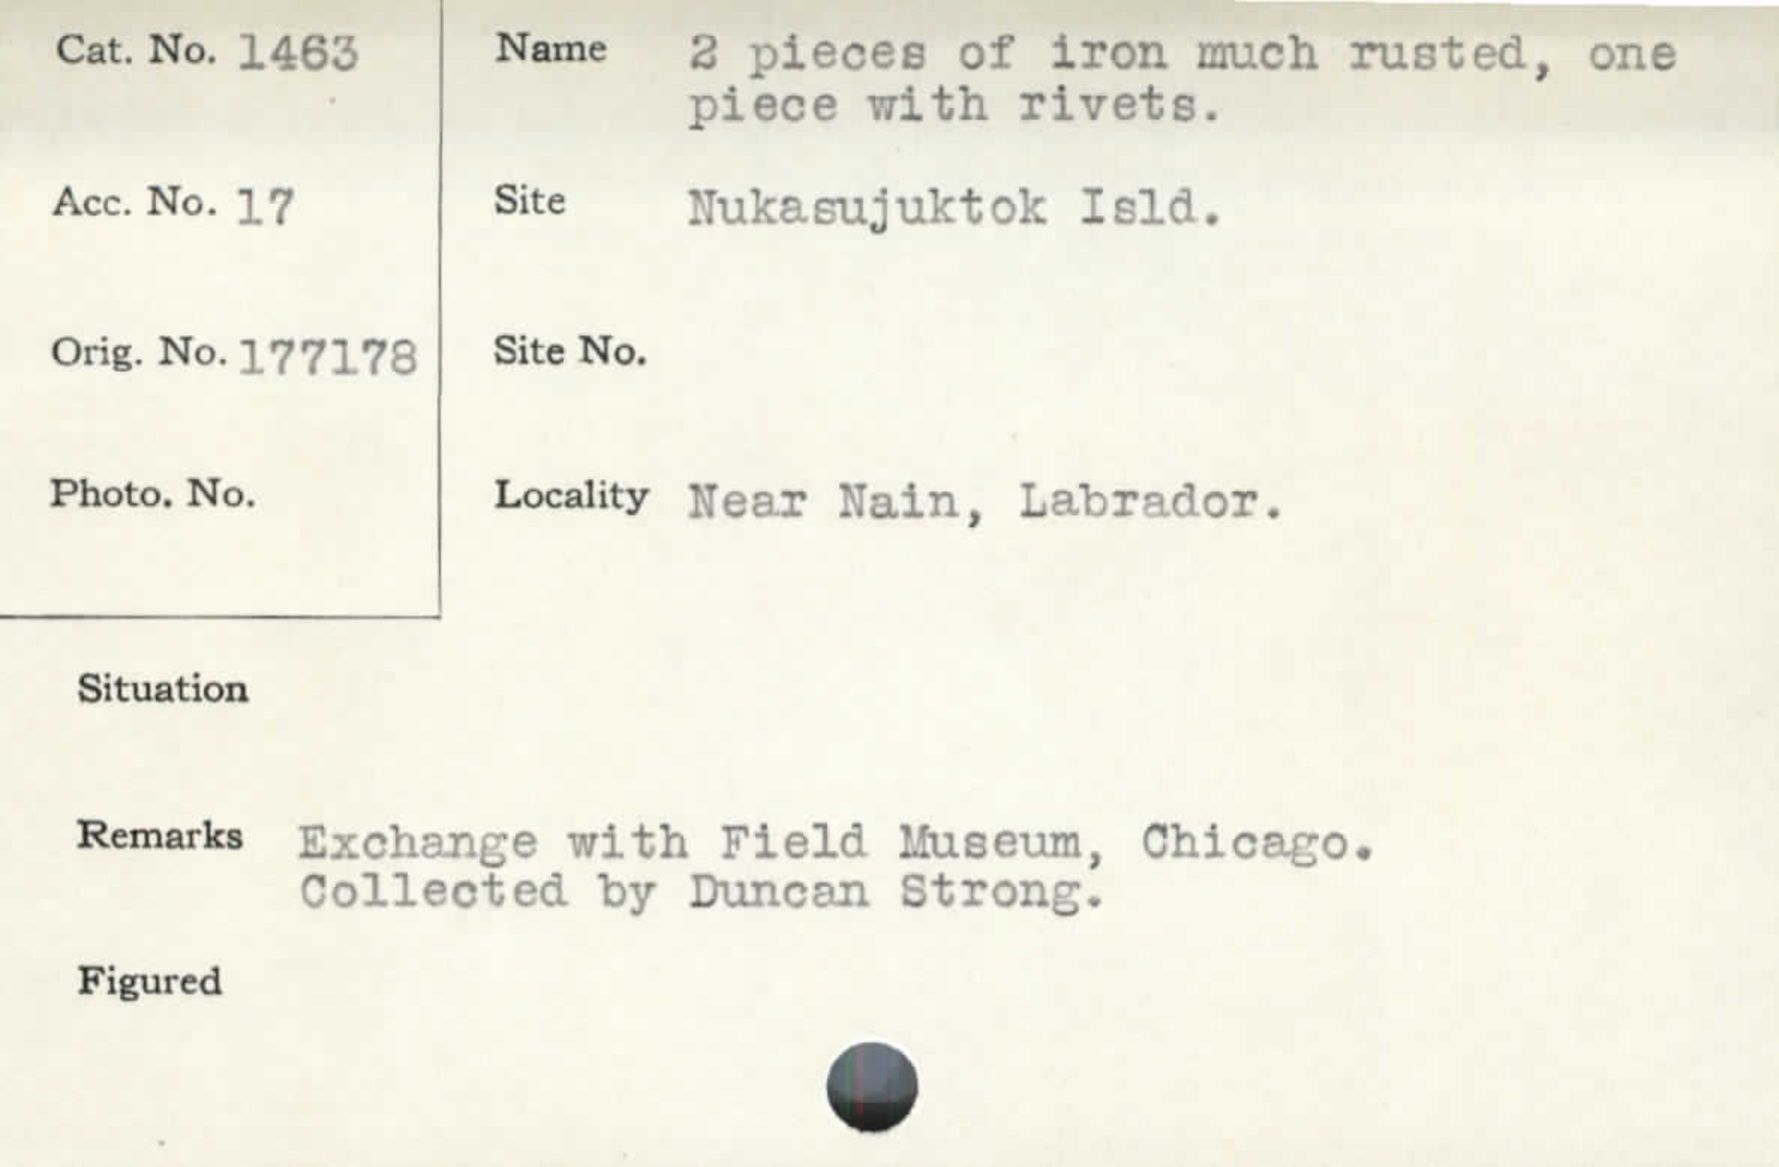 Cat. No. 1463
Name 2 pieces of iron much rusted, one
piece with rivets.
Acc. No. 17
Site Nukasujuktok Isld.
Orig. No. 177178
Site No.
Photo. No.
Locality Near Nain, Labrador.
Situation
Remarks Exchange with Field Museum, Chicago.
Collected by Duncan Strong.
Figured